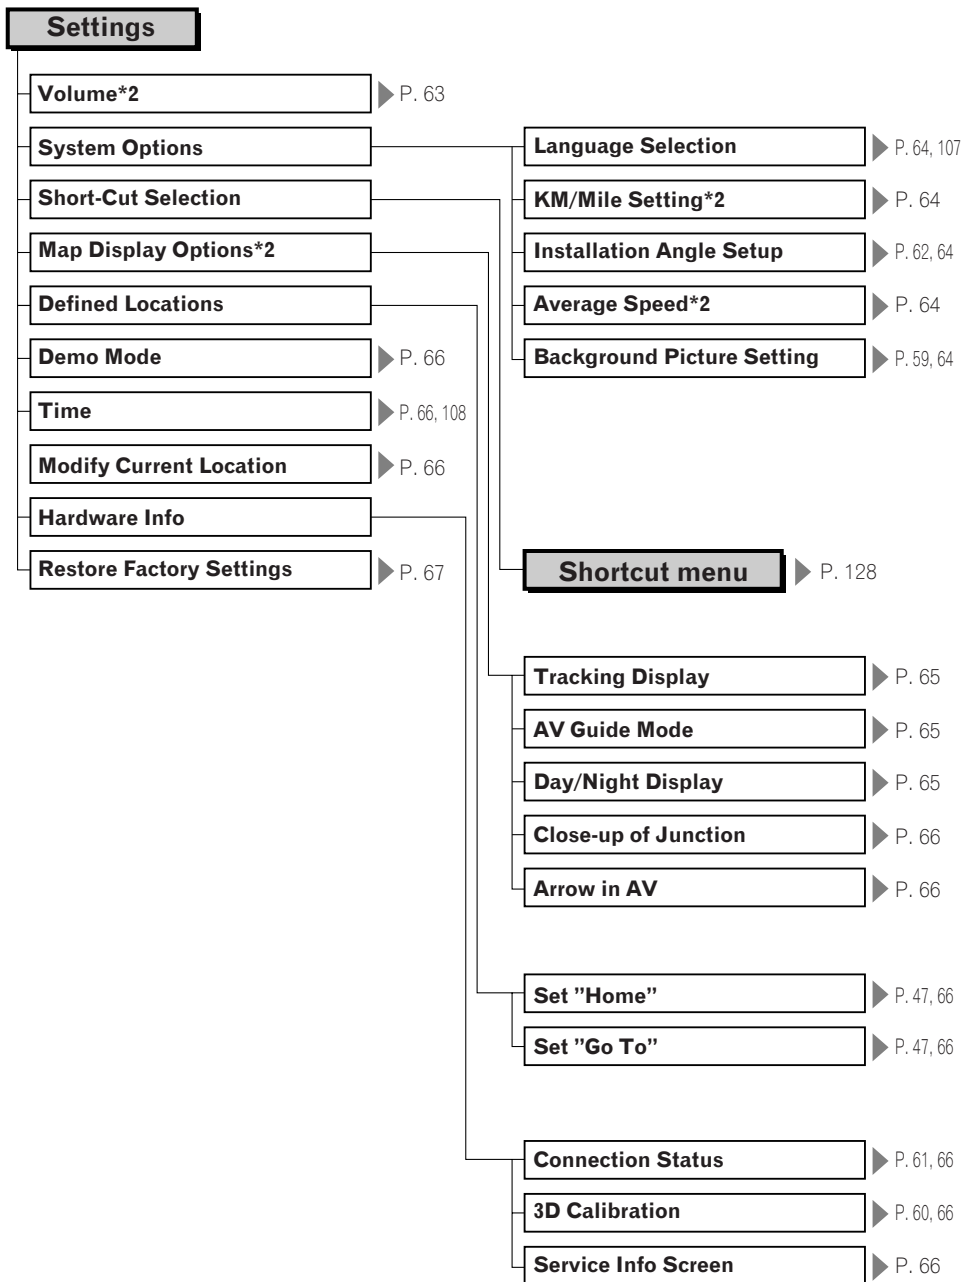 Settings
Volume*2 P. 63
System Options
Short-Cut Selection
Map Display Options*2
Defined Locations
Demo Mode P. 66
Time P. 66, 108
Modify Current Location P. 66
Hardware Info
Restore Factory Settings P. 67
Language Selection P. 64, 107
KM/Mile Setting*2 P. 64
Installation Angle Setup P. 62, 64
Average Speed*2 P. 64
Background Picture Setting P. 59, 64
Shortcut menu P. 128
Tracking Display P. 65
AV Guide Mode P. 65
Day/Night Display P. 65
Close-up of Junction P. 66
Arrow in AV P. 66
Set ”Home” P. 47, 66
Set ”Go To” P. 47, 66
Connection Status P. 61, 66
3D Calibration P. 60, 66
Service Info Screen P. 66